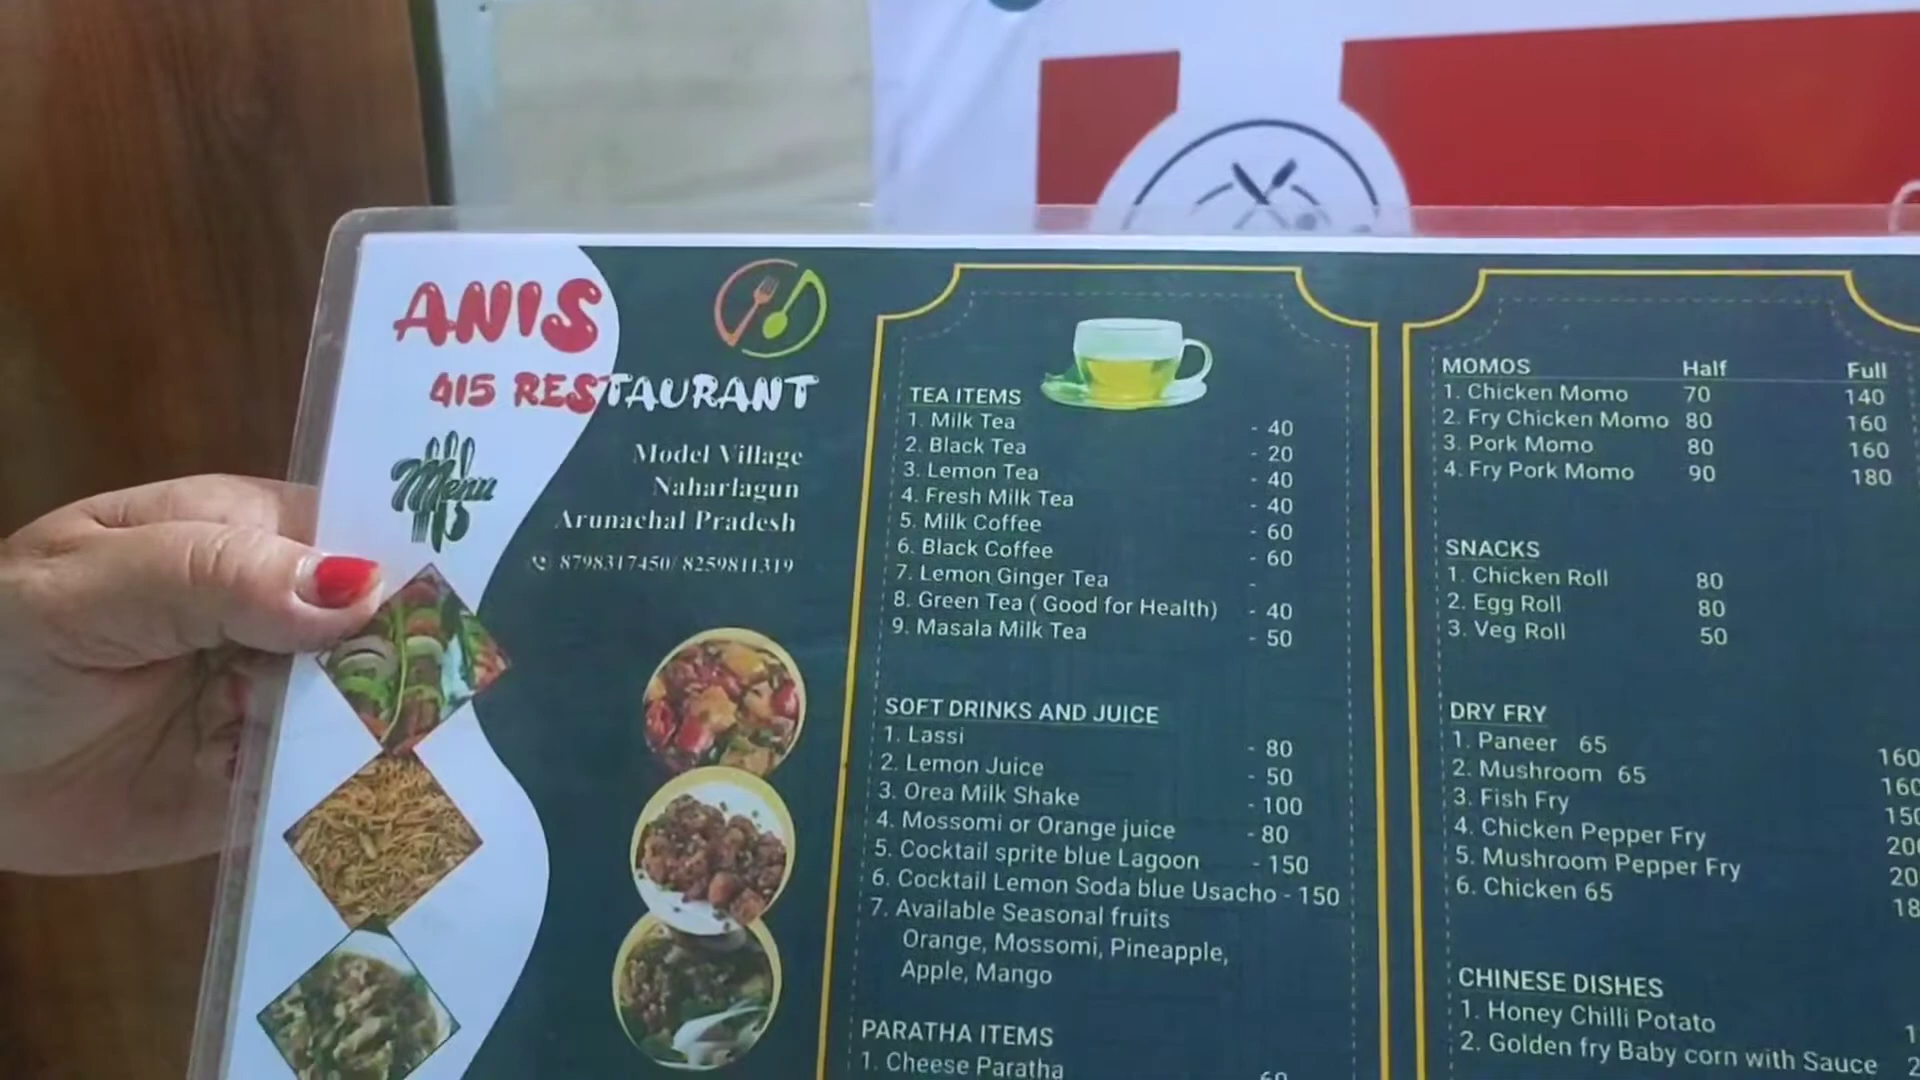 ANIS
415 RESTAURANT
Menu
Model Village
Naharlagun
Arunachal Pradesh
8798317450/ 8259811319
TEA ITEMS
1. Milk Tea - 40
2. Black Tea - 20
3. Lemon Tea - 40
4. Fresh Milk Tea - 40
5. Milk Coffee - 60
6. Black Coffee - 60
7. Lemon Ginger Tea -
8. Green Tea ( Good for Health) - 40
9. Masala Milk Tea - 50
SOFT DRINKS AND JUICE
1. Lassi - 80
2. Lemon Juice - 50
3. Orea Milk Shake - 100
4. Mossomi or Orange juice - 80
5. Cocktail sprite blue Lagoon - 150
6. Cocktail Lemon Soda blue Usacho - 150
7. Available Seasonal fruits
Orange, Mossomi, Pineapple,
Apple, Mango
PARATHA ITEMS
1. Cheese Paratha
MOMOS Half Full
1. Chicken Momo 70 140
2. Fry Chicken Momo 80 160
3. Pork Momo 80 160
4. Fry Pork Momo 90 180
SNACKS
1. Chicken Roll 80
2. Egg Roll 80
3. Veg Roll 50
DRY FRY
1. Paneer 65 160
2. Mushroom 65
3. Fish Fry
4. Chicken Pepper Fry
5. Mushroom Pepper Fry
6. Chicken 65
CHINESE DISHES
1. Honey Chilli Potato
2. Golden fry Baby corn with Sauce